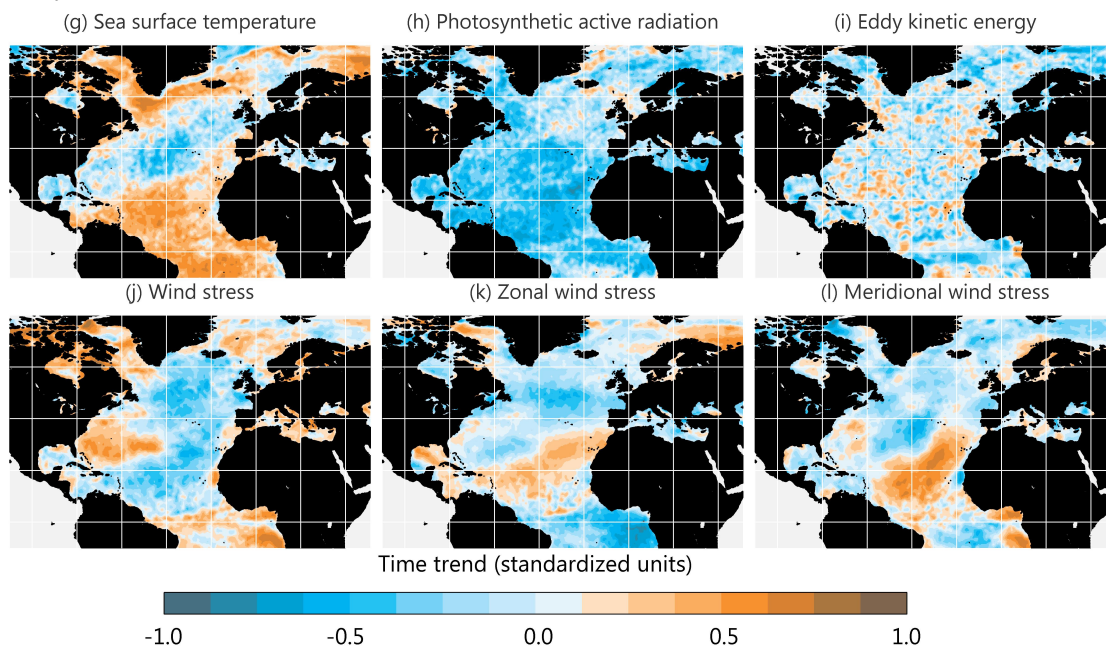 (g) Sea surface temperature
(h) Photosynthetic active radiation
(i) Eddy kinetic energy
(j) Wind stress
(k) Zonal wind stress
(l) Meridional wind stress
Time trend (standardized units)
-1.0 -0.5 0.0 0.5 1.0